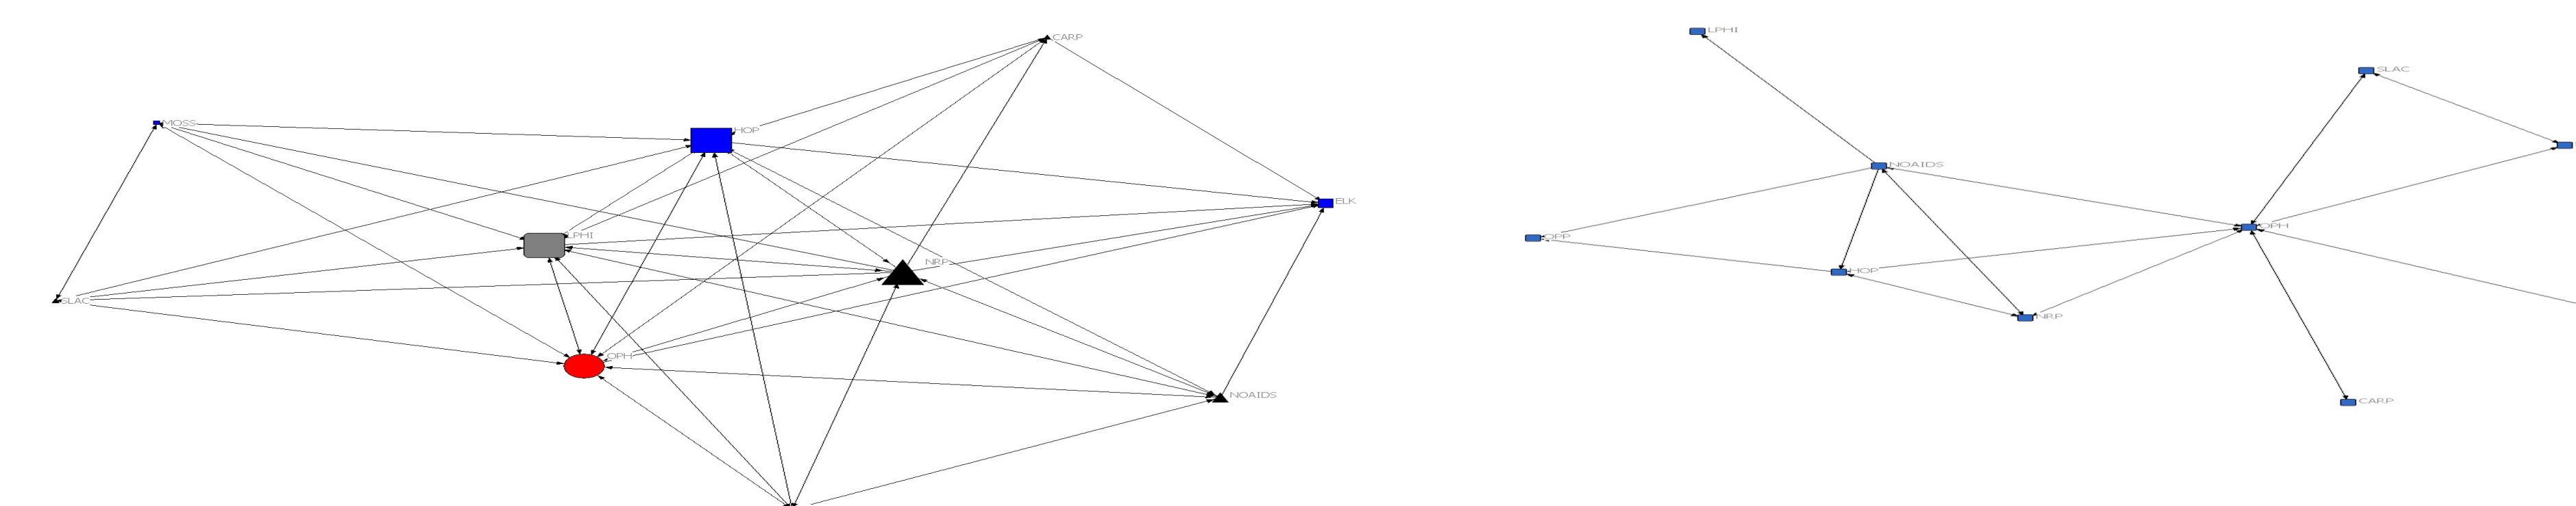 CARP
MOSS
HOP
ELK
LPHI
NRP
SLAC
OPH
NOAIDS
LPHI
SLAC
NOAIDS
OPH
OPP
HOP
NRP
CARP